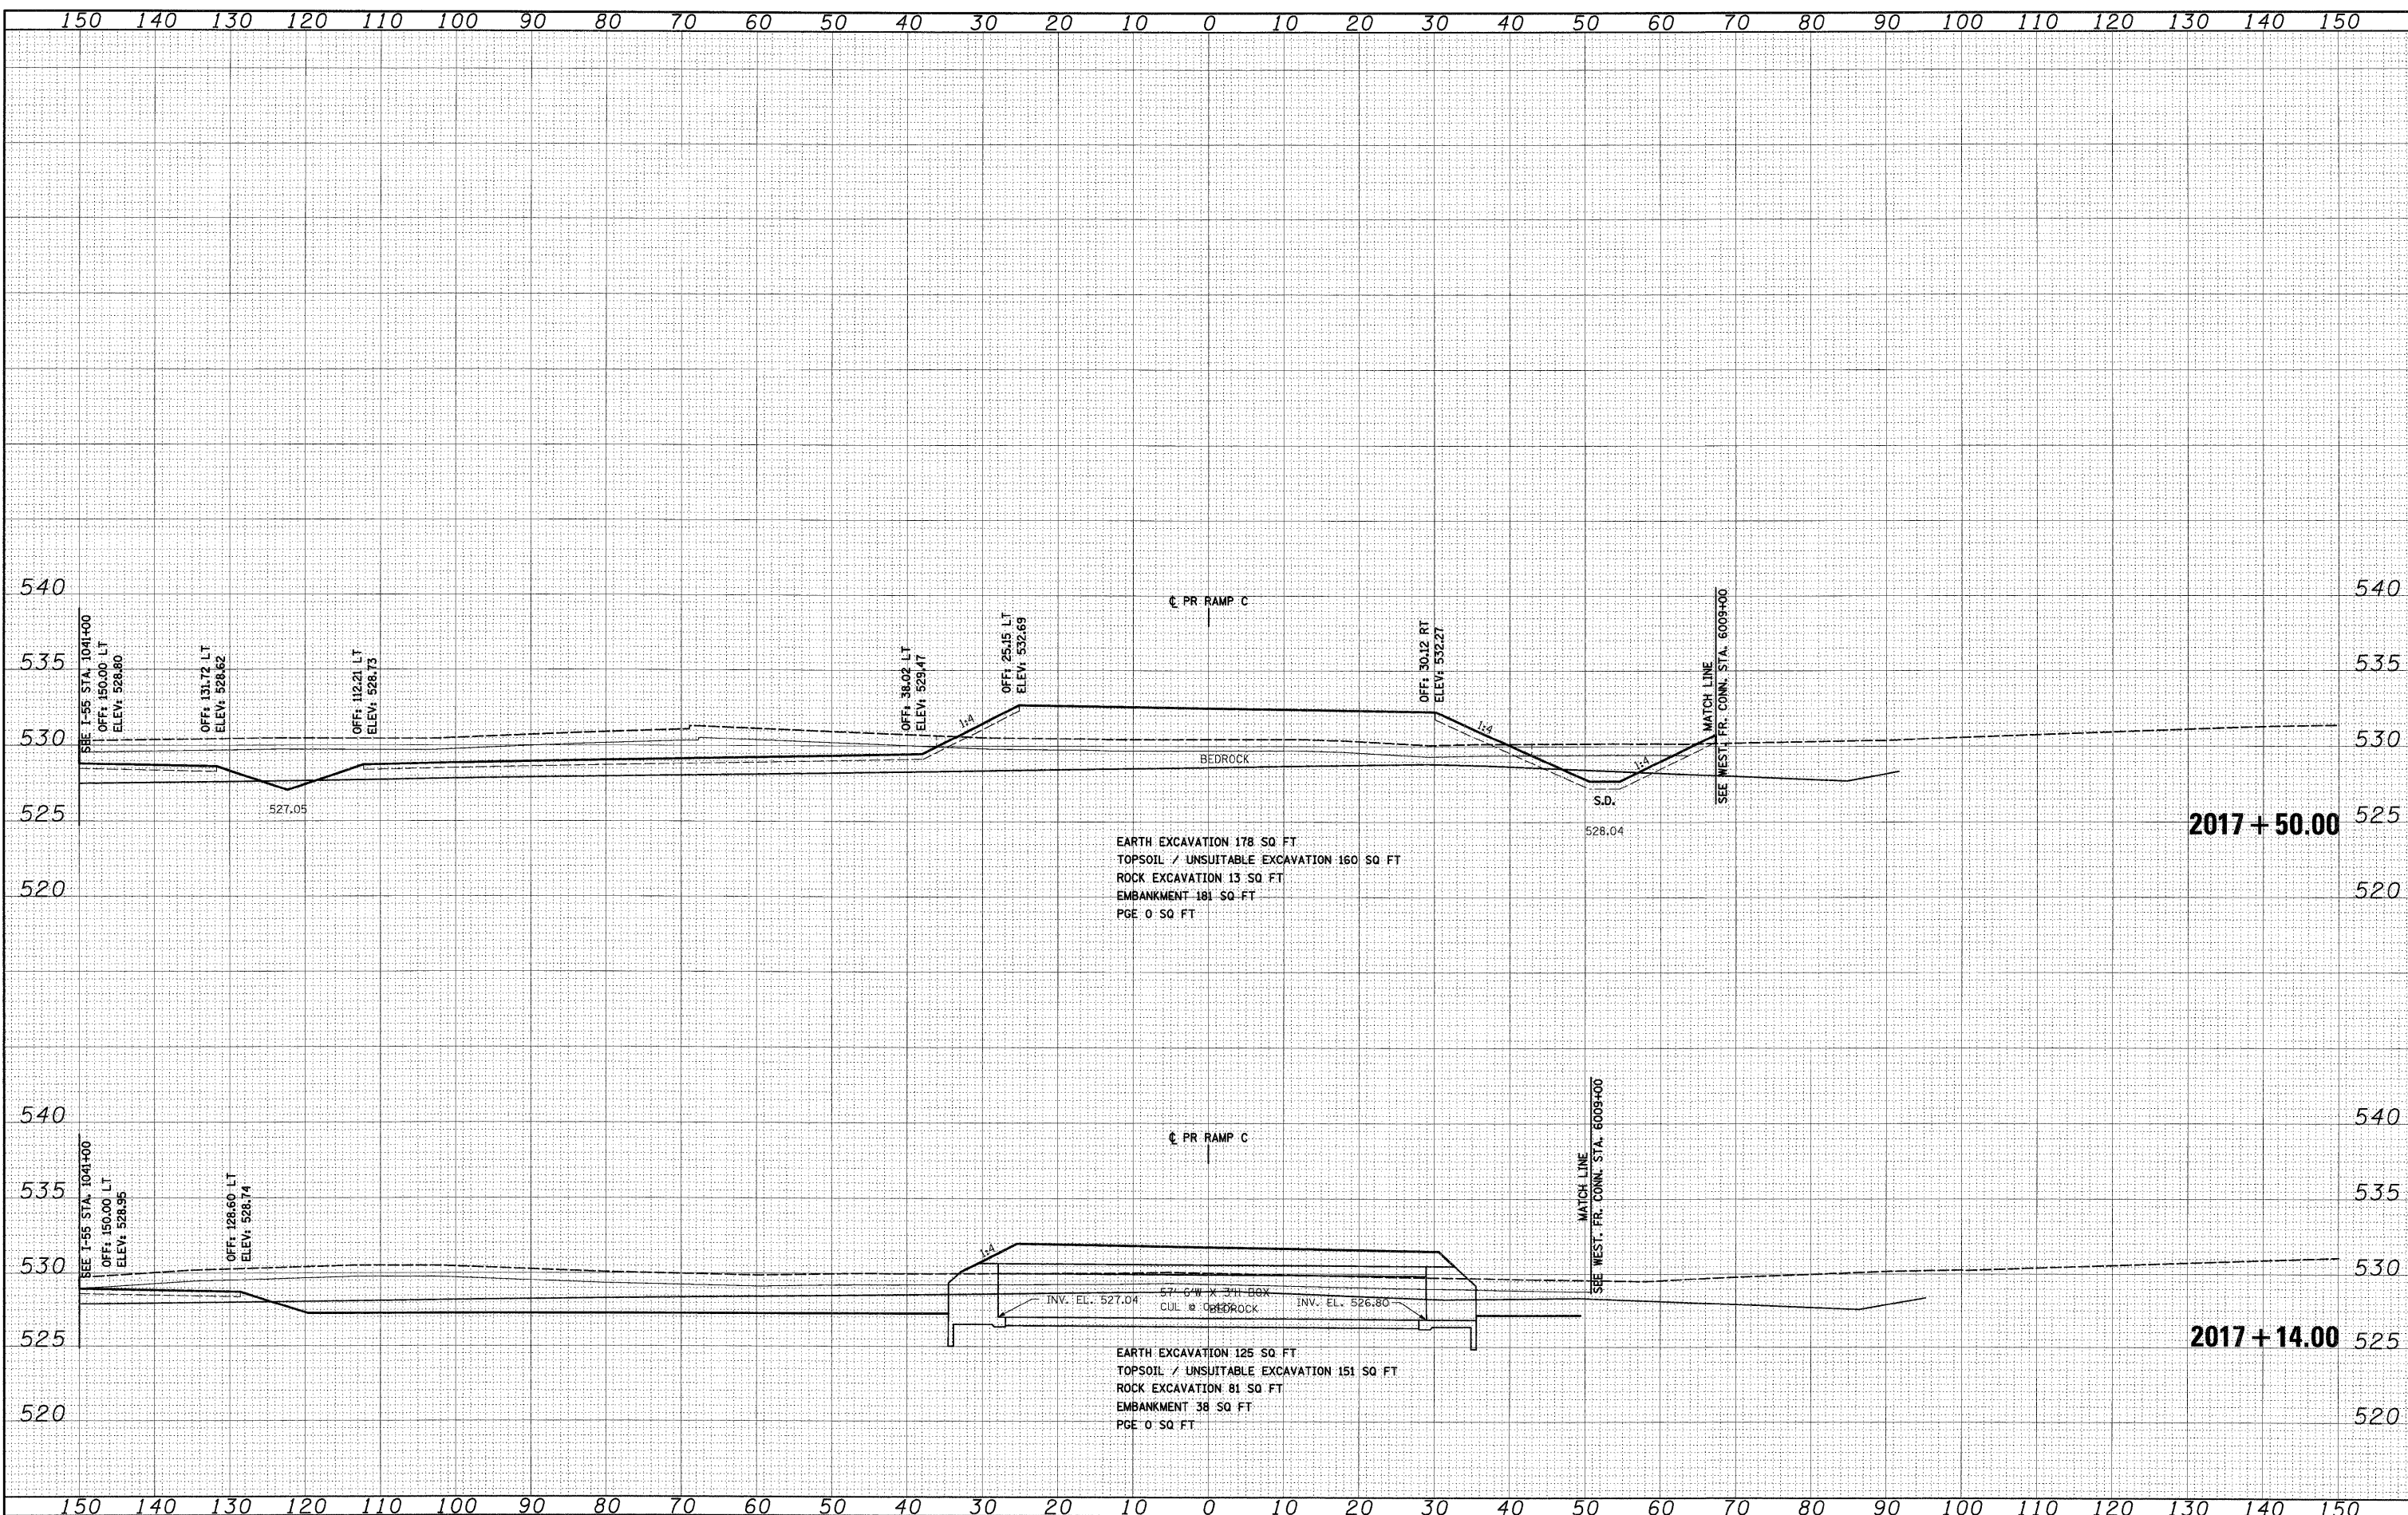 150 140 130 120 110 100 90 80 70 60 50 40 30 20 10 0 10 20 30 40 50 60 70 80 90 100 110 120 130 140 150
540
535
530
525
520
SEE I-55 STA. 1041+00
OFF: 150.00 LT
ELEV: 528.80
OFF: 131.72 LT
ELEV: 528.62
527.05
OFF: 112.21 LT
ELEV: 528.73
OFF: 38.02 LT
ELEV: 529.47
1:4
OFF: 25.15 LT
ELEV: 532.69
℄ PR RAMP C
BEDROCK
OFF: 30.12 RT
ELEV: 532.27
1:4
S.D.
528.04
1:4
MATCH LINE
SEE WEST. FR. CONN. STA. 6009+00
540
535
530
525
520
2017+50.00
EARTH EXCAVATION 178 SQ FT
TOPSOIL / UNSUITABLE EXCAVATION 160 SQ FT
ROCK EXCAVATION 13 SQ FT
EMBANKMENT 181 SQ FT
PGE 0 SQ FT
540
535
530
525
520
SEE I-55 STA. 1041+00
OFF: 150.00 LT
ELEV: 528.95
OFF: 128.60 LT
ELEV: 528.74
1:4
℄ PR RAMP C
INV. EL. 527.04
57' 6'W X 3'H BOX
CUL @
BEDROCK
INV. EL. 526.80
MATCH LINE
SEE WEST. FR. CONN. STA. 6009+00
540
535
530
525
520
2017+14.00
EARTH EXCAVATION 125 SQ FT
TOPSOIL / UNSUITABLE EXCAVATION 151 SQ FT
ROCK EXCAVATION 81 SQ FT
EMBANKMENT 38 SQ FT
PGE 0 SQ FT
150 140 130 120 110 100 90 80 70 60 50 40 30 20 10 0 10 20 30 40 50 60 70 80 90 100 110 120 130 140 150